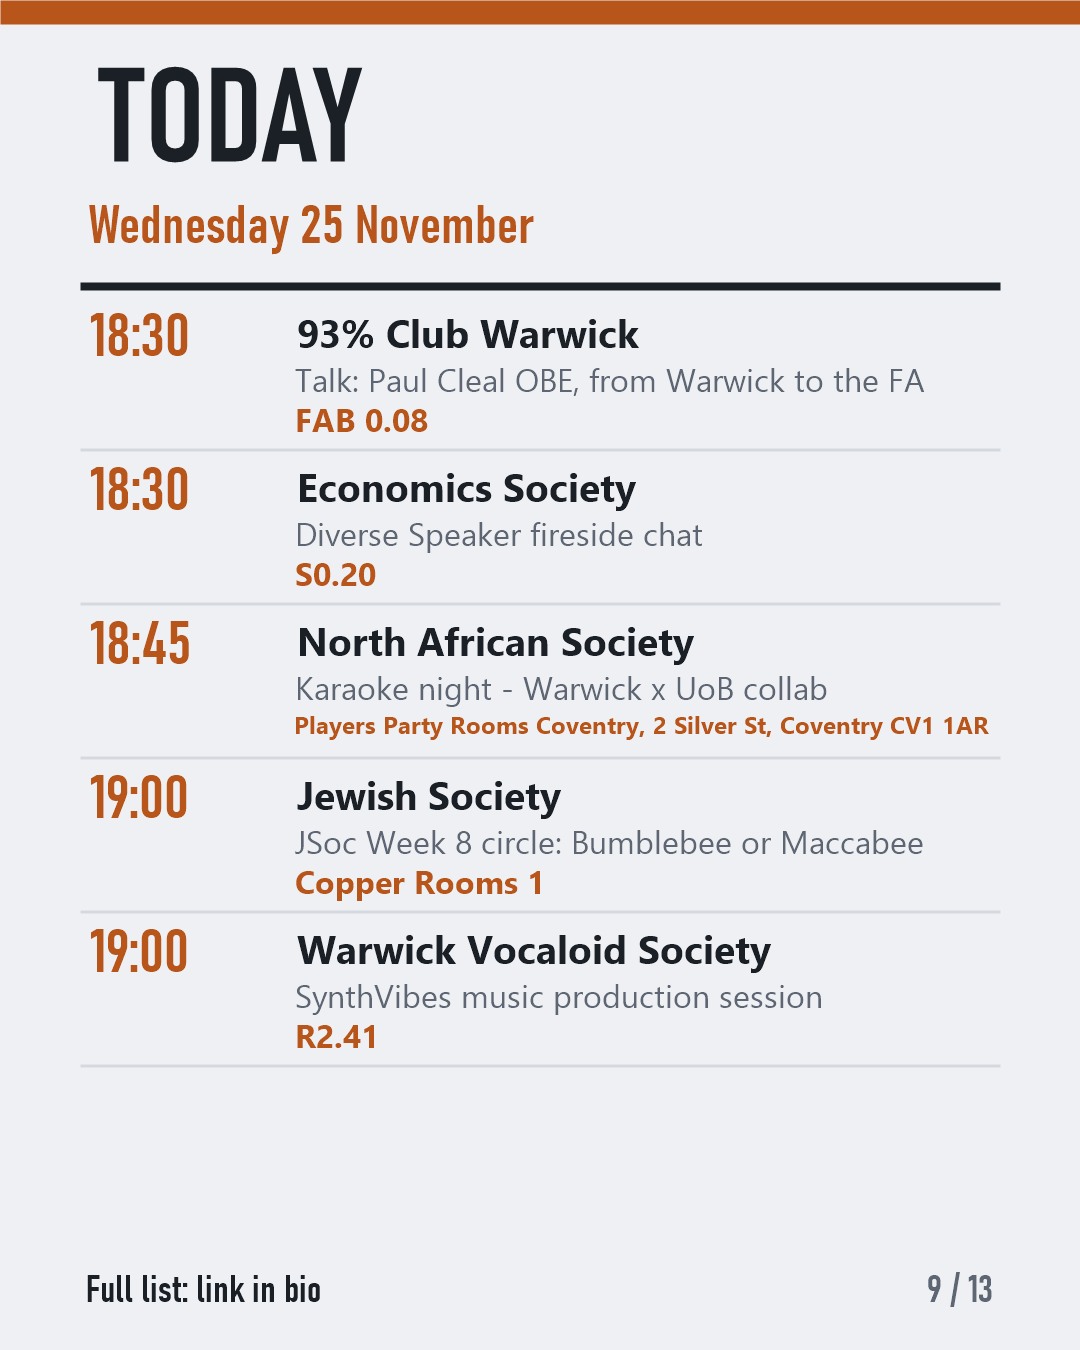 TODAY
Wednesday 25 November
18:30
93% Club Warwick
Talk: Paul Cleal OBE, from Warwick to the FA
FAB 0.08
18:30
Economics Society
Diverse Speaker fireside chat
S0.20
18:45
North African Society
Karaoke night - Warwick x UoB collab
Players Party Rooms Coventry, 2 Silver St, Coventry CV1 1AR
19:00
Jewish Society
JSoc Week 8 circle: Bumblebee or Maccabee
Copper Rooms 1
19:00
Warwick Vocaloid Society
SynthVibes music production session
R2.41
Full list: link in bio
9 / 13